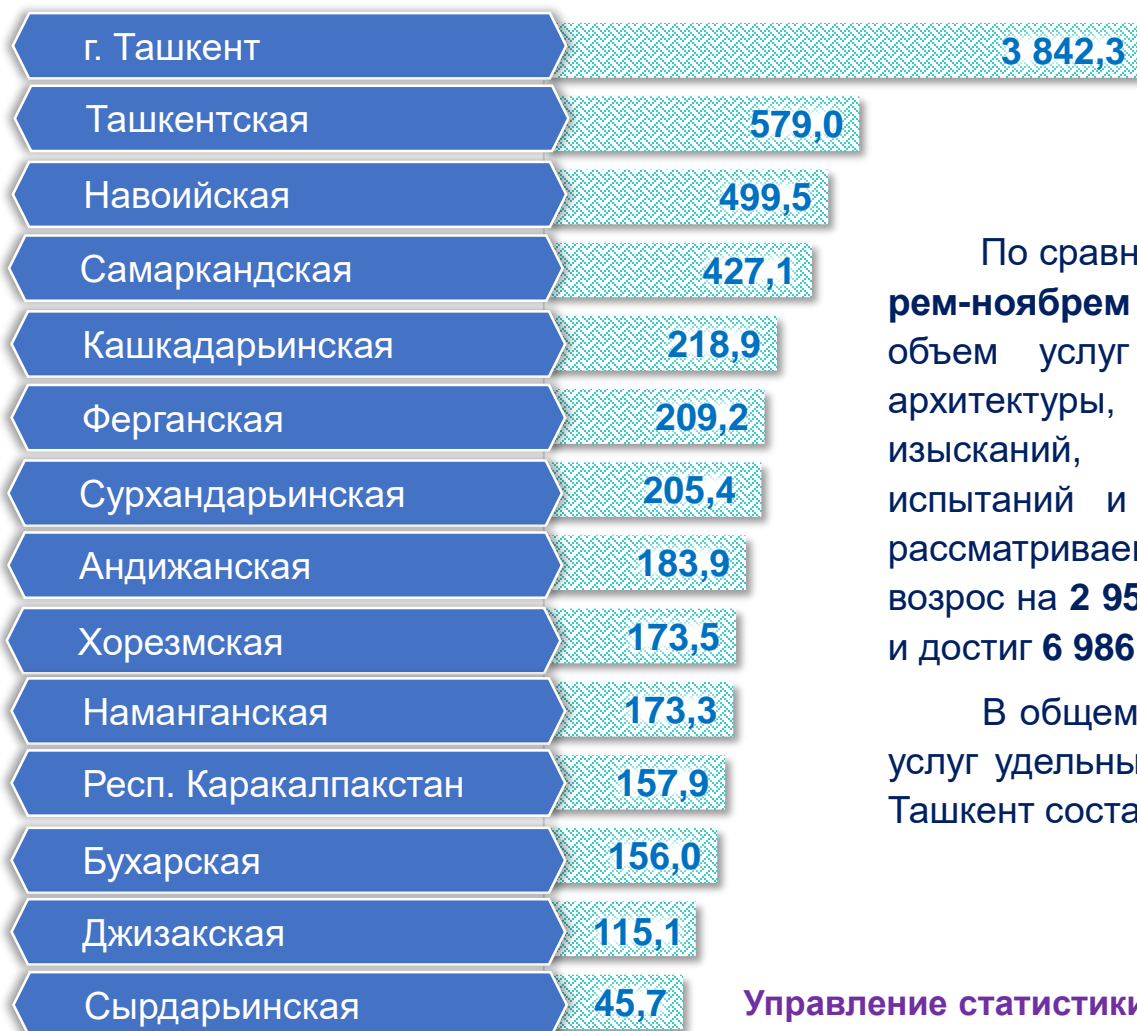 г. Ташкент 3 842,3
Ташкентская 579,0
Навоийская 499,5
Самаркандская 427,1
Кашкадарьинская 218,9
Ферганская 209,2
Сурхандарьинская 205,4
Андижанская 183,9
Хорезмская 173,5
Наманганская 173,3
Респ. Каракалпакстан 157,9
Бухарская 156,0
Джизакская 115,1
Сырдарьинская 45,7
По сравн
рем-ноябрем
объем услуг
архитектуры,
изысканий,
испытаний и
рассматривае
возрос на 2 95
и достиг 6 986
В общем
услуг удельны
Ташкент соста
Управление статистики